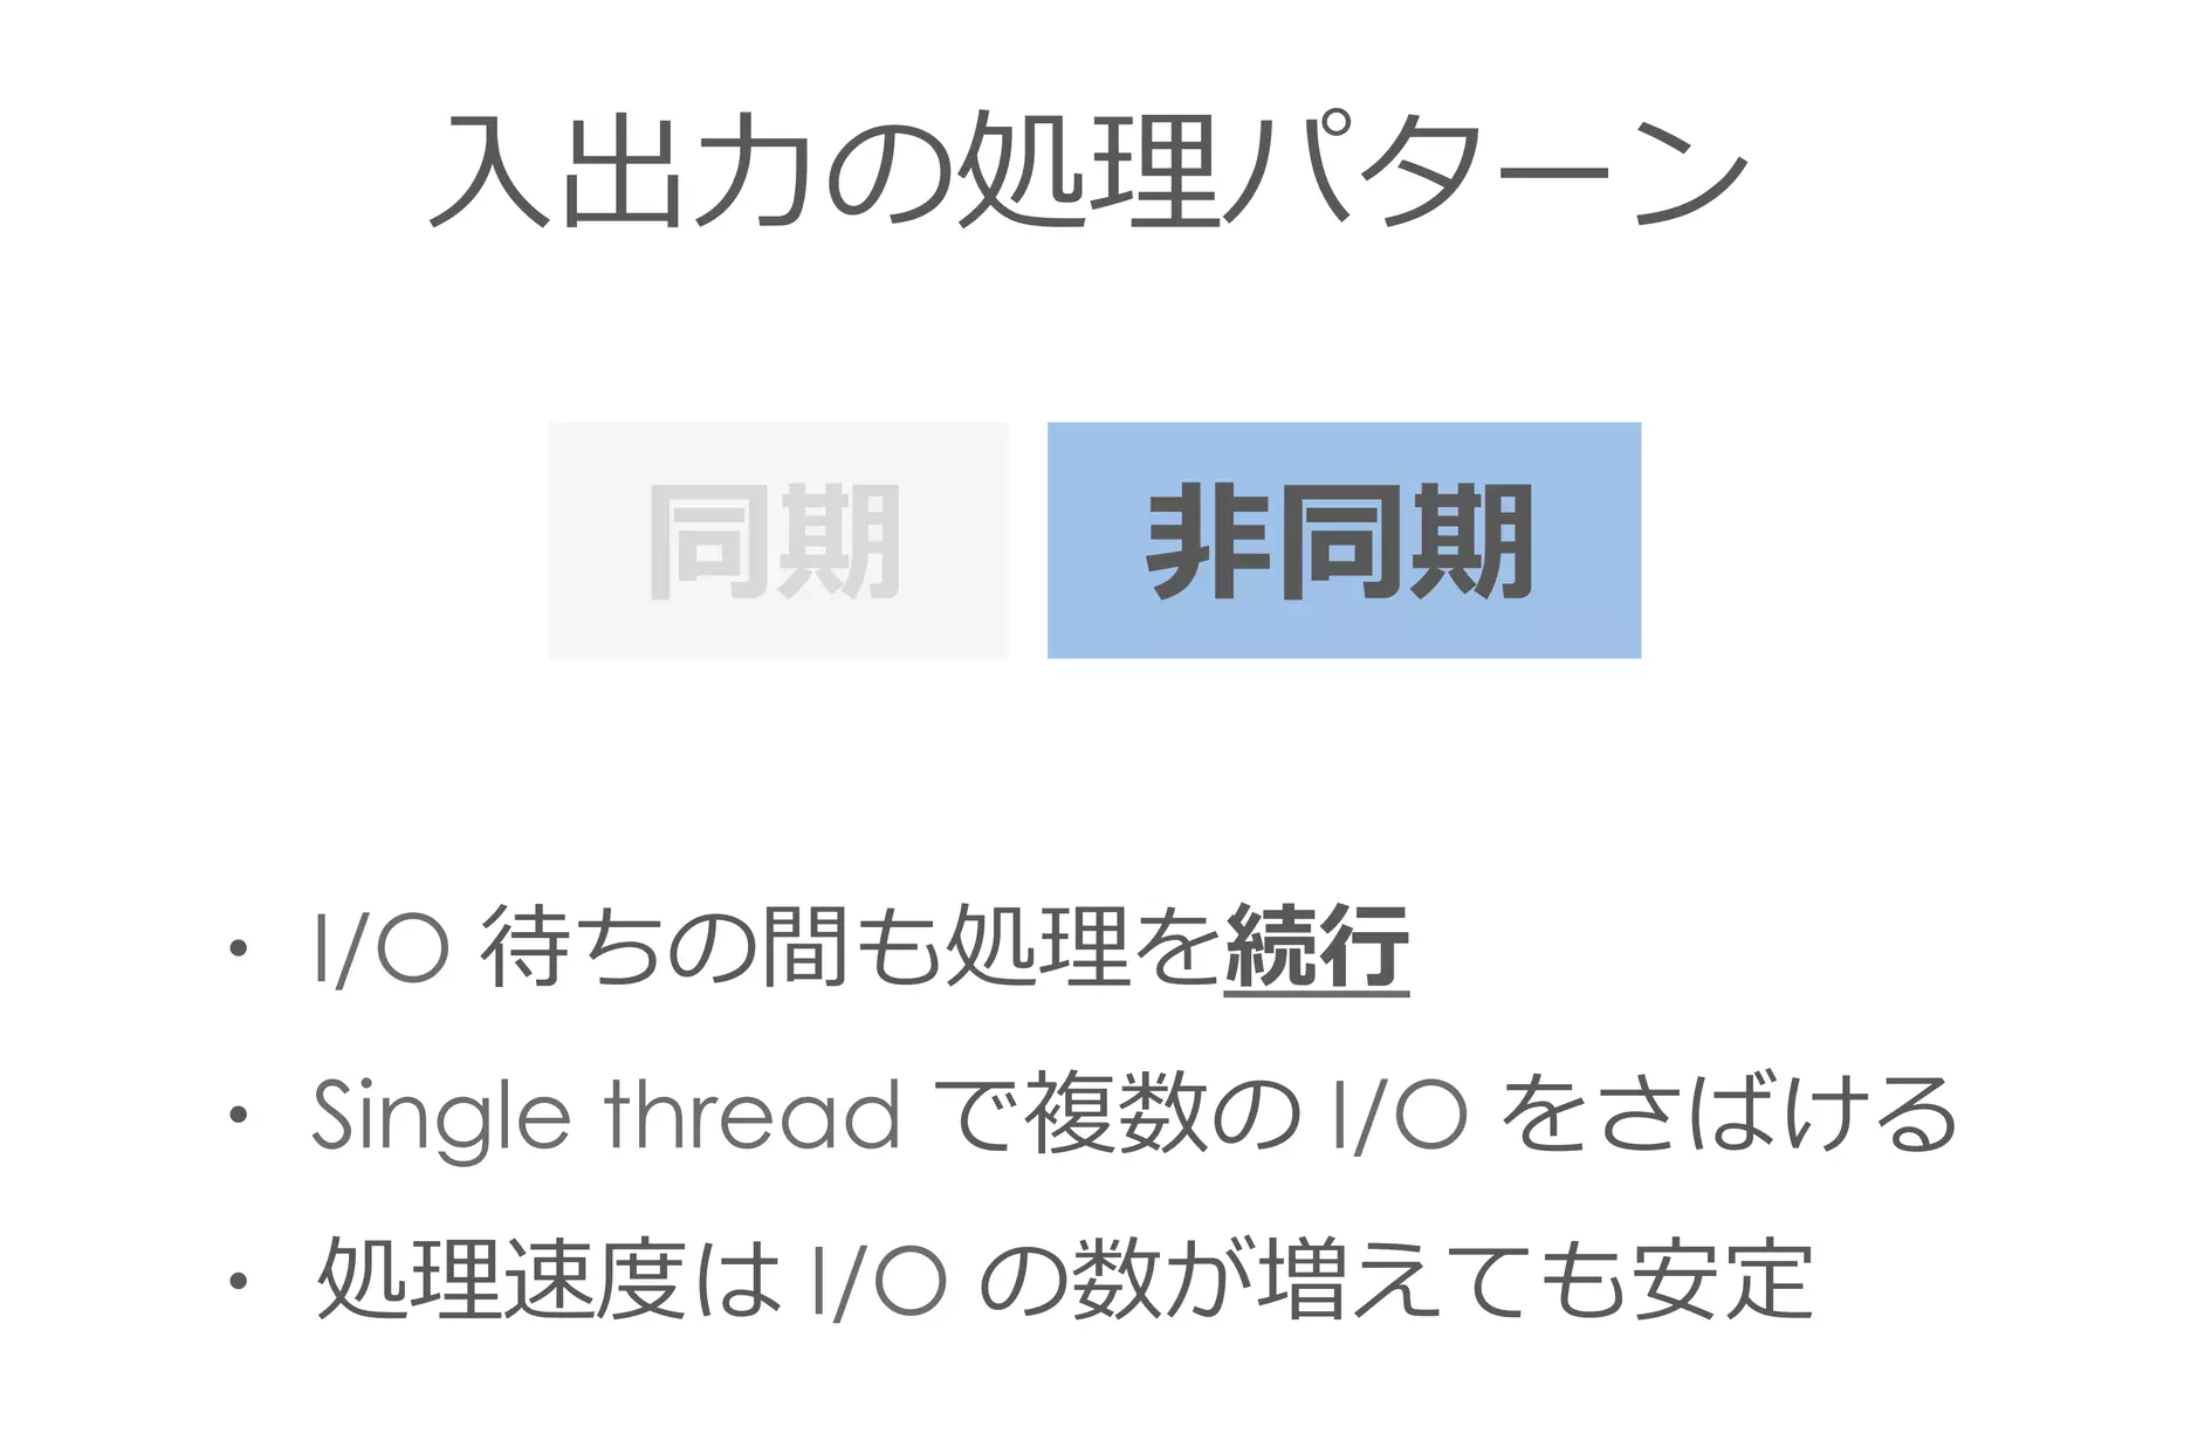 入出力の処理パターン
同期 非同期
・ I/O 待ちの間も処理を続行
・ Single thread で複数の I/O をさばける
・ 処理速度は I/O の数が増えても安定